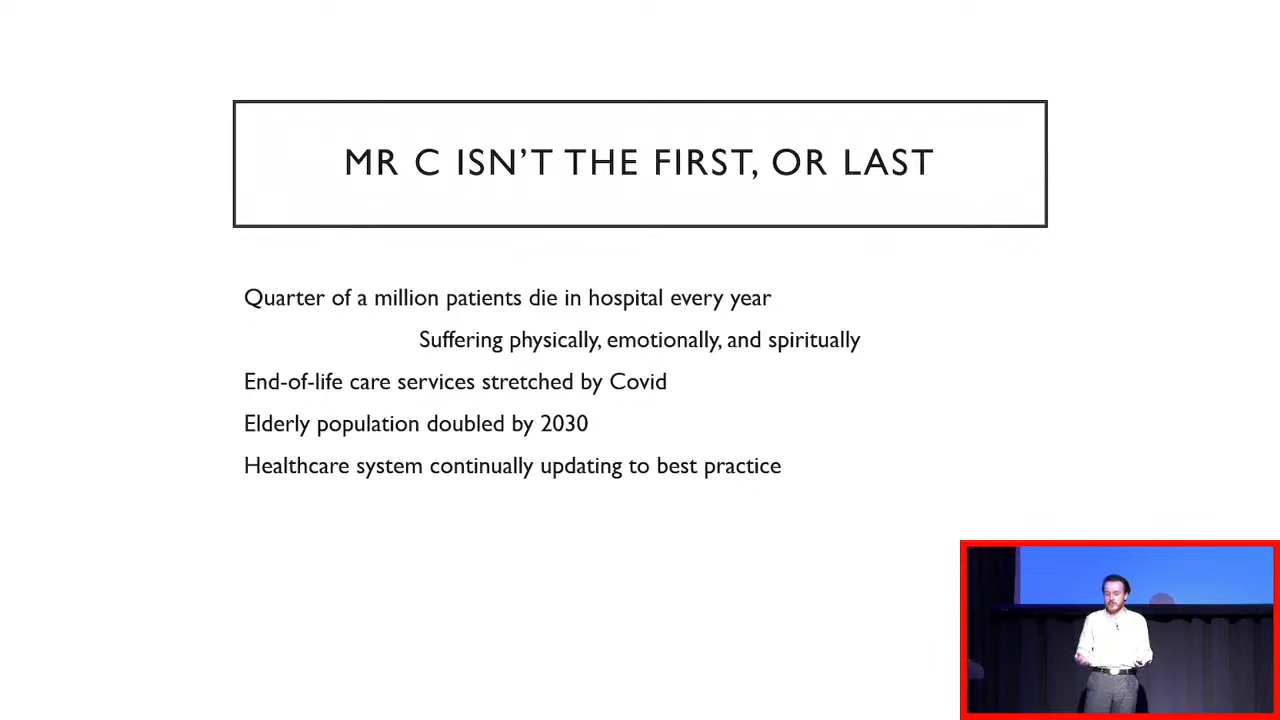 MR C ISN’T THE FIRST, OR LAST
Quarter of a million patients die in hospital every year
Suffering physically, emotionally, and spiritually
End-of-life care services stretched by Covid
Elderly population doubled by 2030
Healthcare system continually updating to best practice